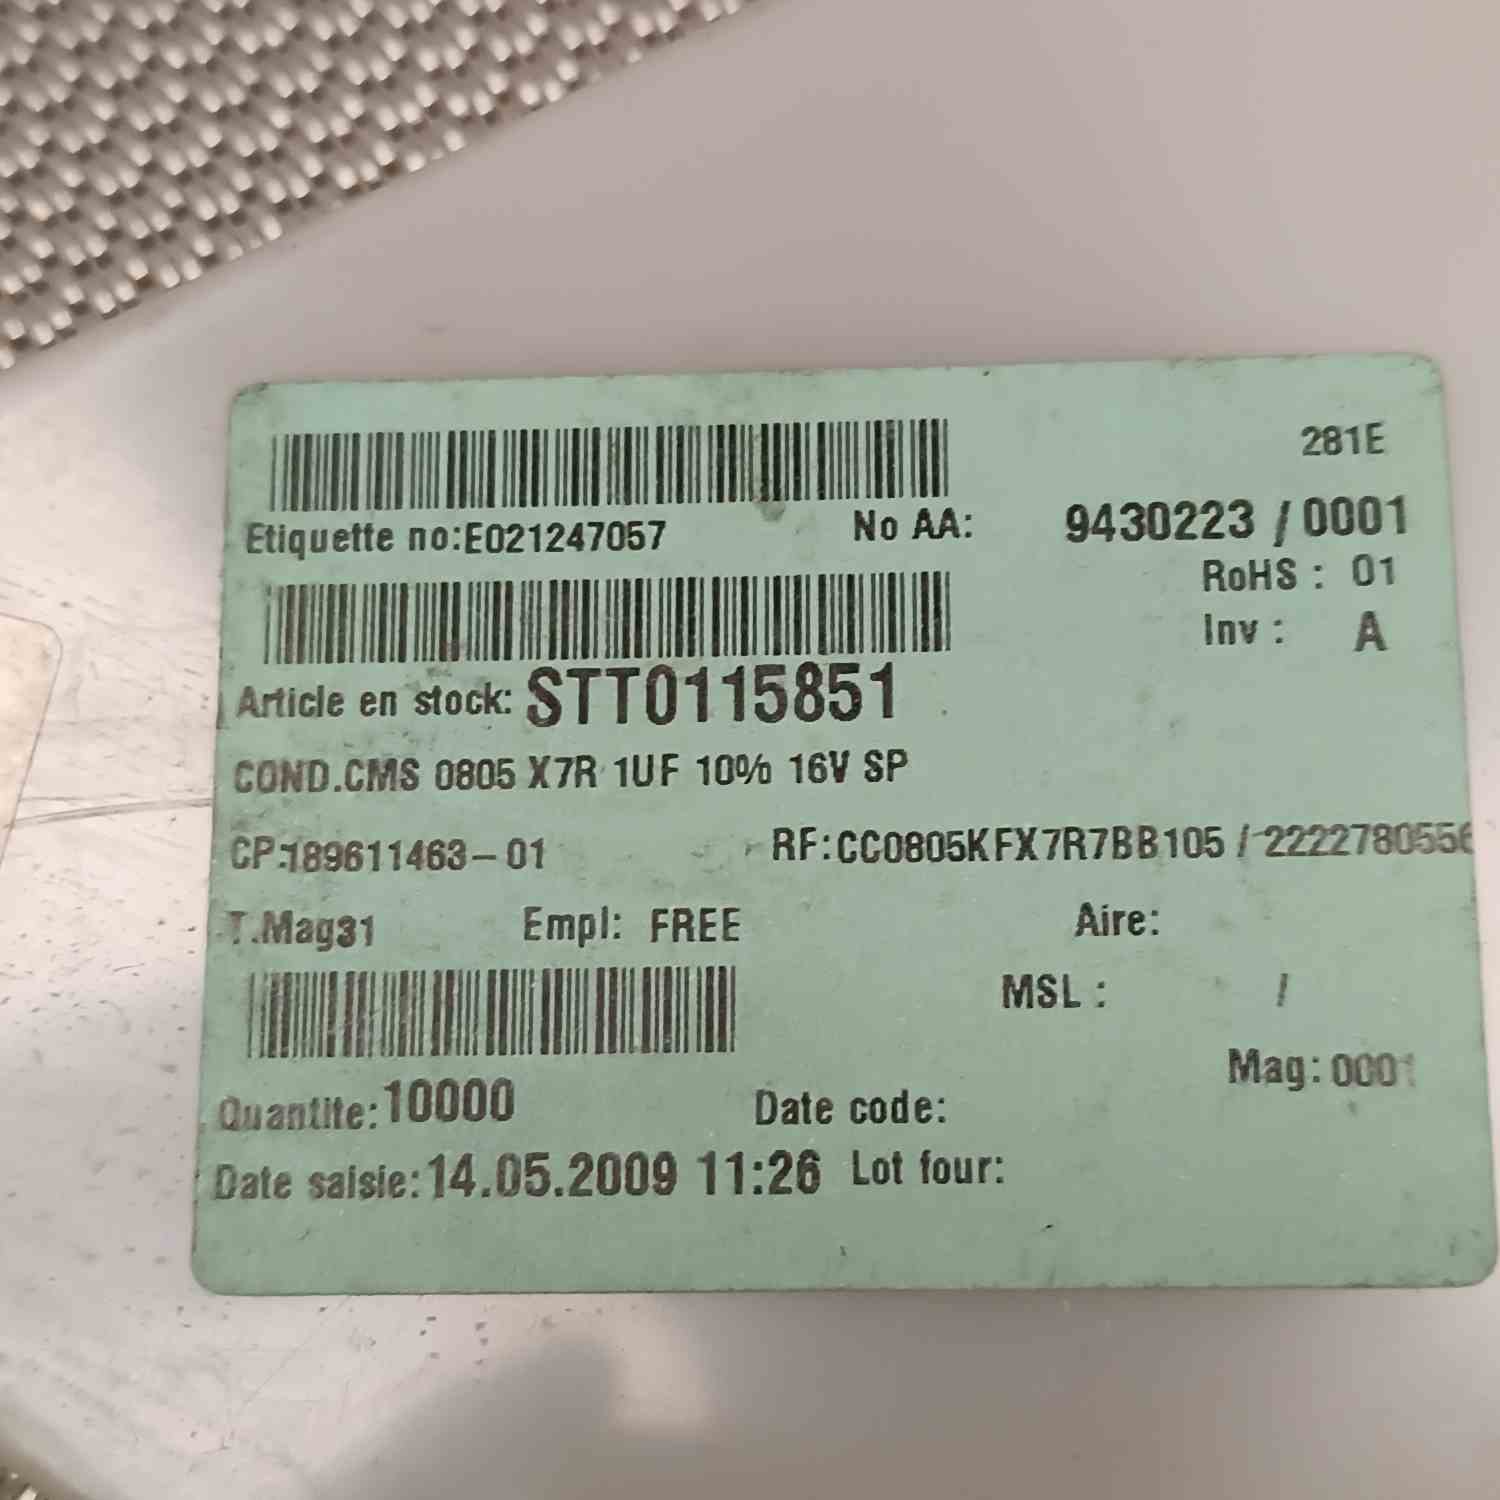 281E
Etiquette no:E021247057 No AA: 9430223 / 0001
RoHS : 01
Inv : A
Article en stock: STT0115851
COND.CMS 0805 X7R 1UF 10% 16V SP
CP:189611463-01 RF:CC0805KFX7R7BB105 / 2222780556
T.Mag31 Empl: FREE Aire:
MSL : /
Mag: 0001
Quantite: 10000 Date code:
Date saisie: 14.05.2009 11:26 Lot four: